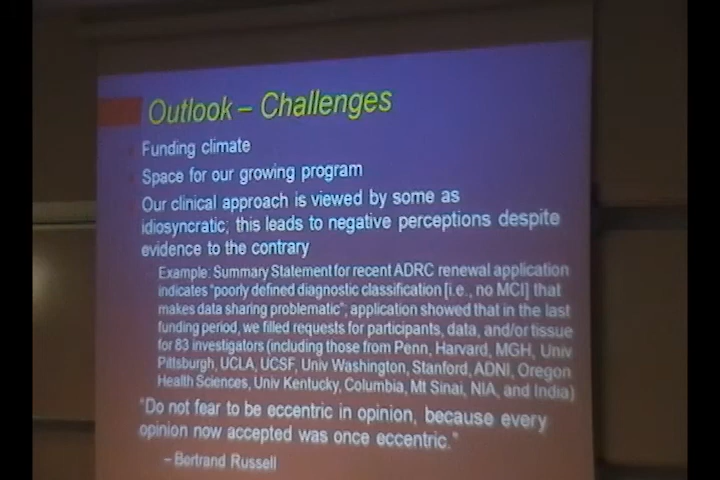 Outlook – Challenges
Funding climate
Space for our growing program
Our clinical approach is viewed by some as
idiosyncratic; this leads to negative perceptions despite
evidence to the contrary
Example: Summary Statement for recent ADRC renewal application
indicates "poorly defined diagnostic classification [i.e., no MCI] that
makes data sharing problematic"; application showed that in the last
funding period, we filled requests for participants, data, and/or tissue
for 83 investigators (including those from Penn, Harvard, MGH, Univ
Pittsburgh, UCLA, UCSF, Univ Washington, Stanford, ADNI, Oregon
Health Sciences, Univ Kentucky, Columbia, Mt Sinai, NIA, and India)
"Do not fear to be eccentric in opinion, because every
opinion now accepted was once eccentric."
– Bertrand Russell